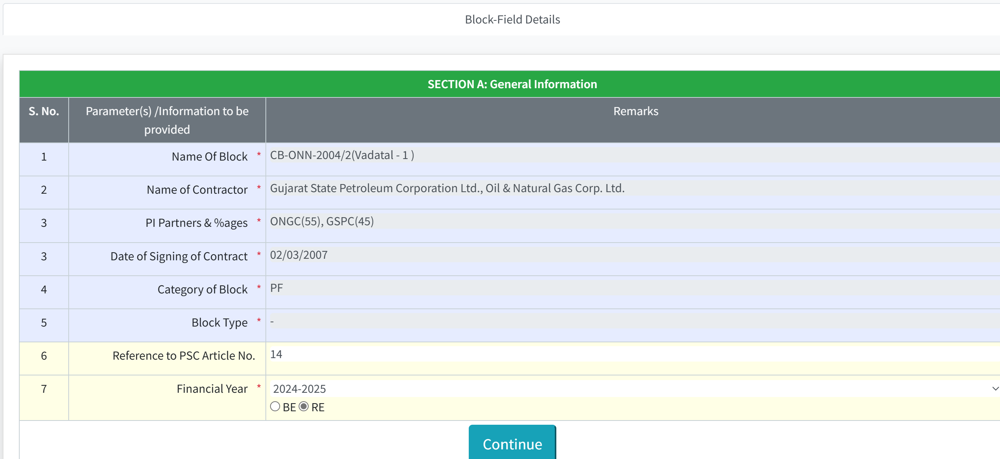 Block-Field Details
SECTION A: General Information
S. No. Parameter(s) /Information to be provided Remarks
1 Name Of Block * CB-ONN-2004/2(Vadatal - 1 )
2 Name of Contractor * Gujarat State Petroleum Corporation Ltd., Oil & Natural Gas Corp. Ltd.
3 PI Partners & %ages * ONGC(55), GSPC(45)
3 Date of Signing of Contract * 02/03/2007
4 Category of Block * PF
5 Block Type * -
6 Reference to PSC Article No. 14
7 Financial Year * 2024-2025
BE RE
Continue